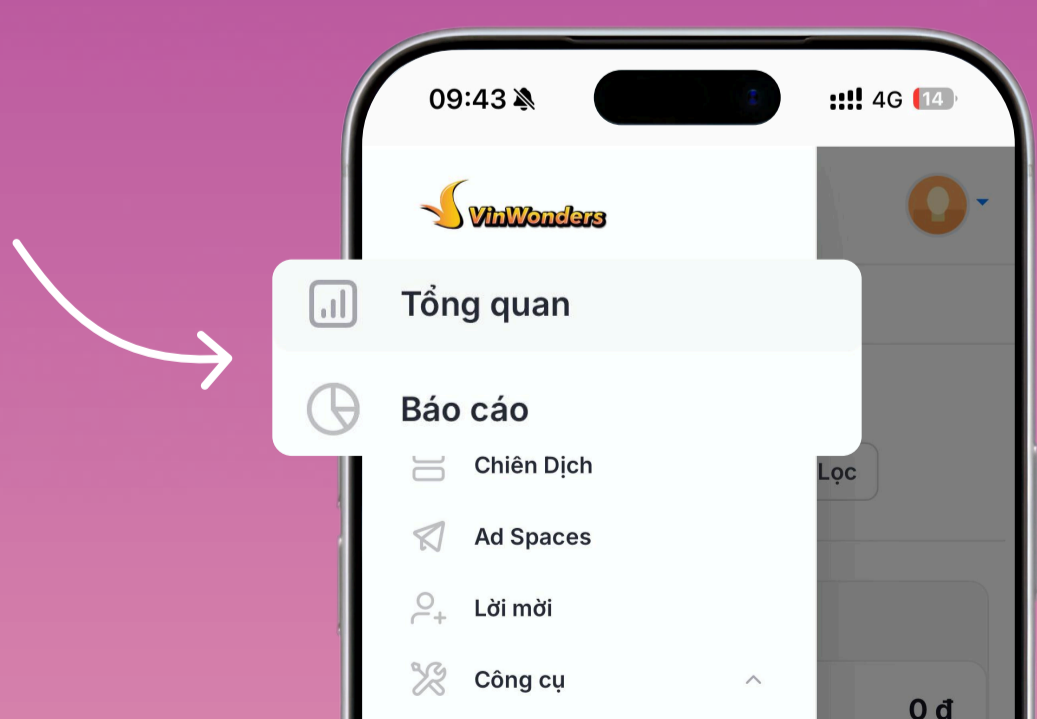 09:43
4G 14
VinWonders
Tổng quan
Báo cáo
Chiên Dịch
Lọc
Ad Spaces
Lời mời
Công cụ
0 đ